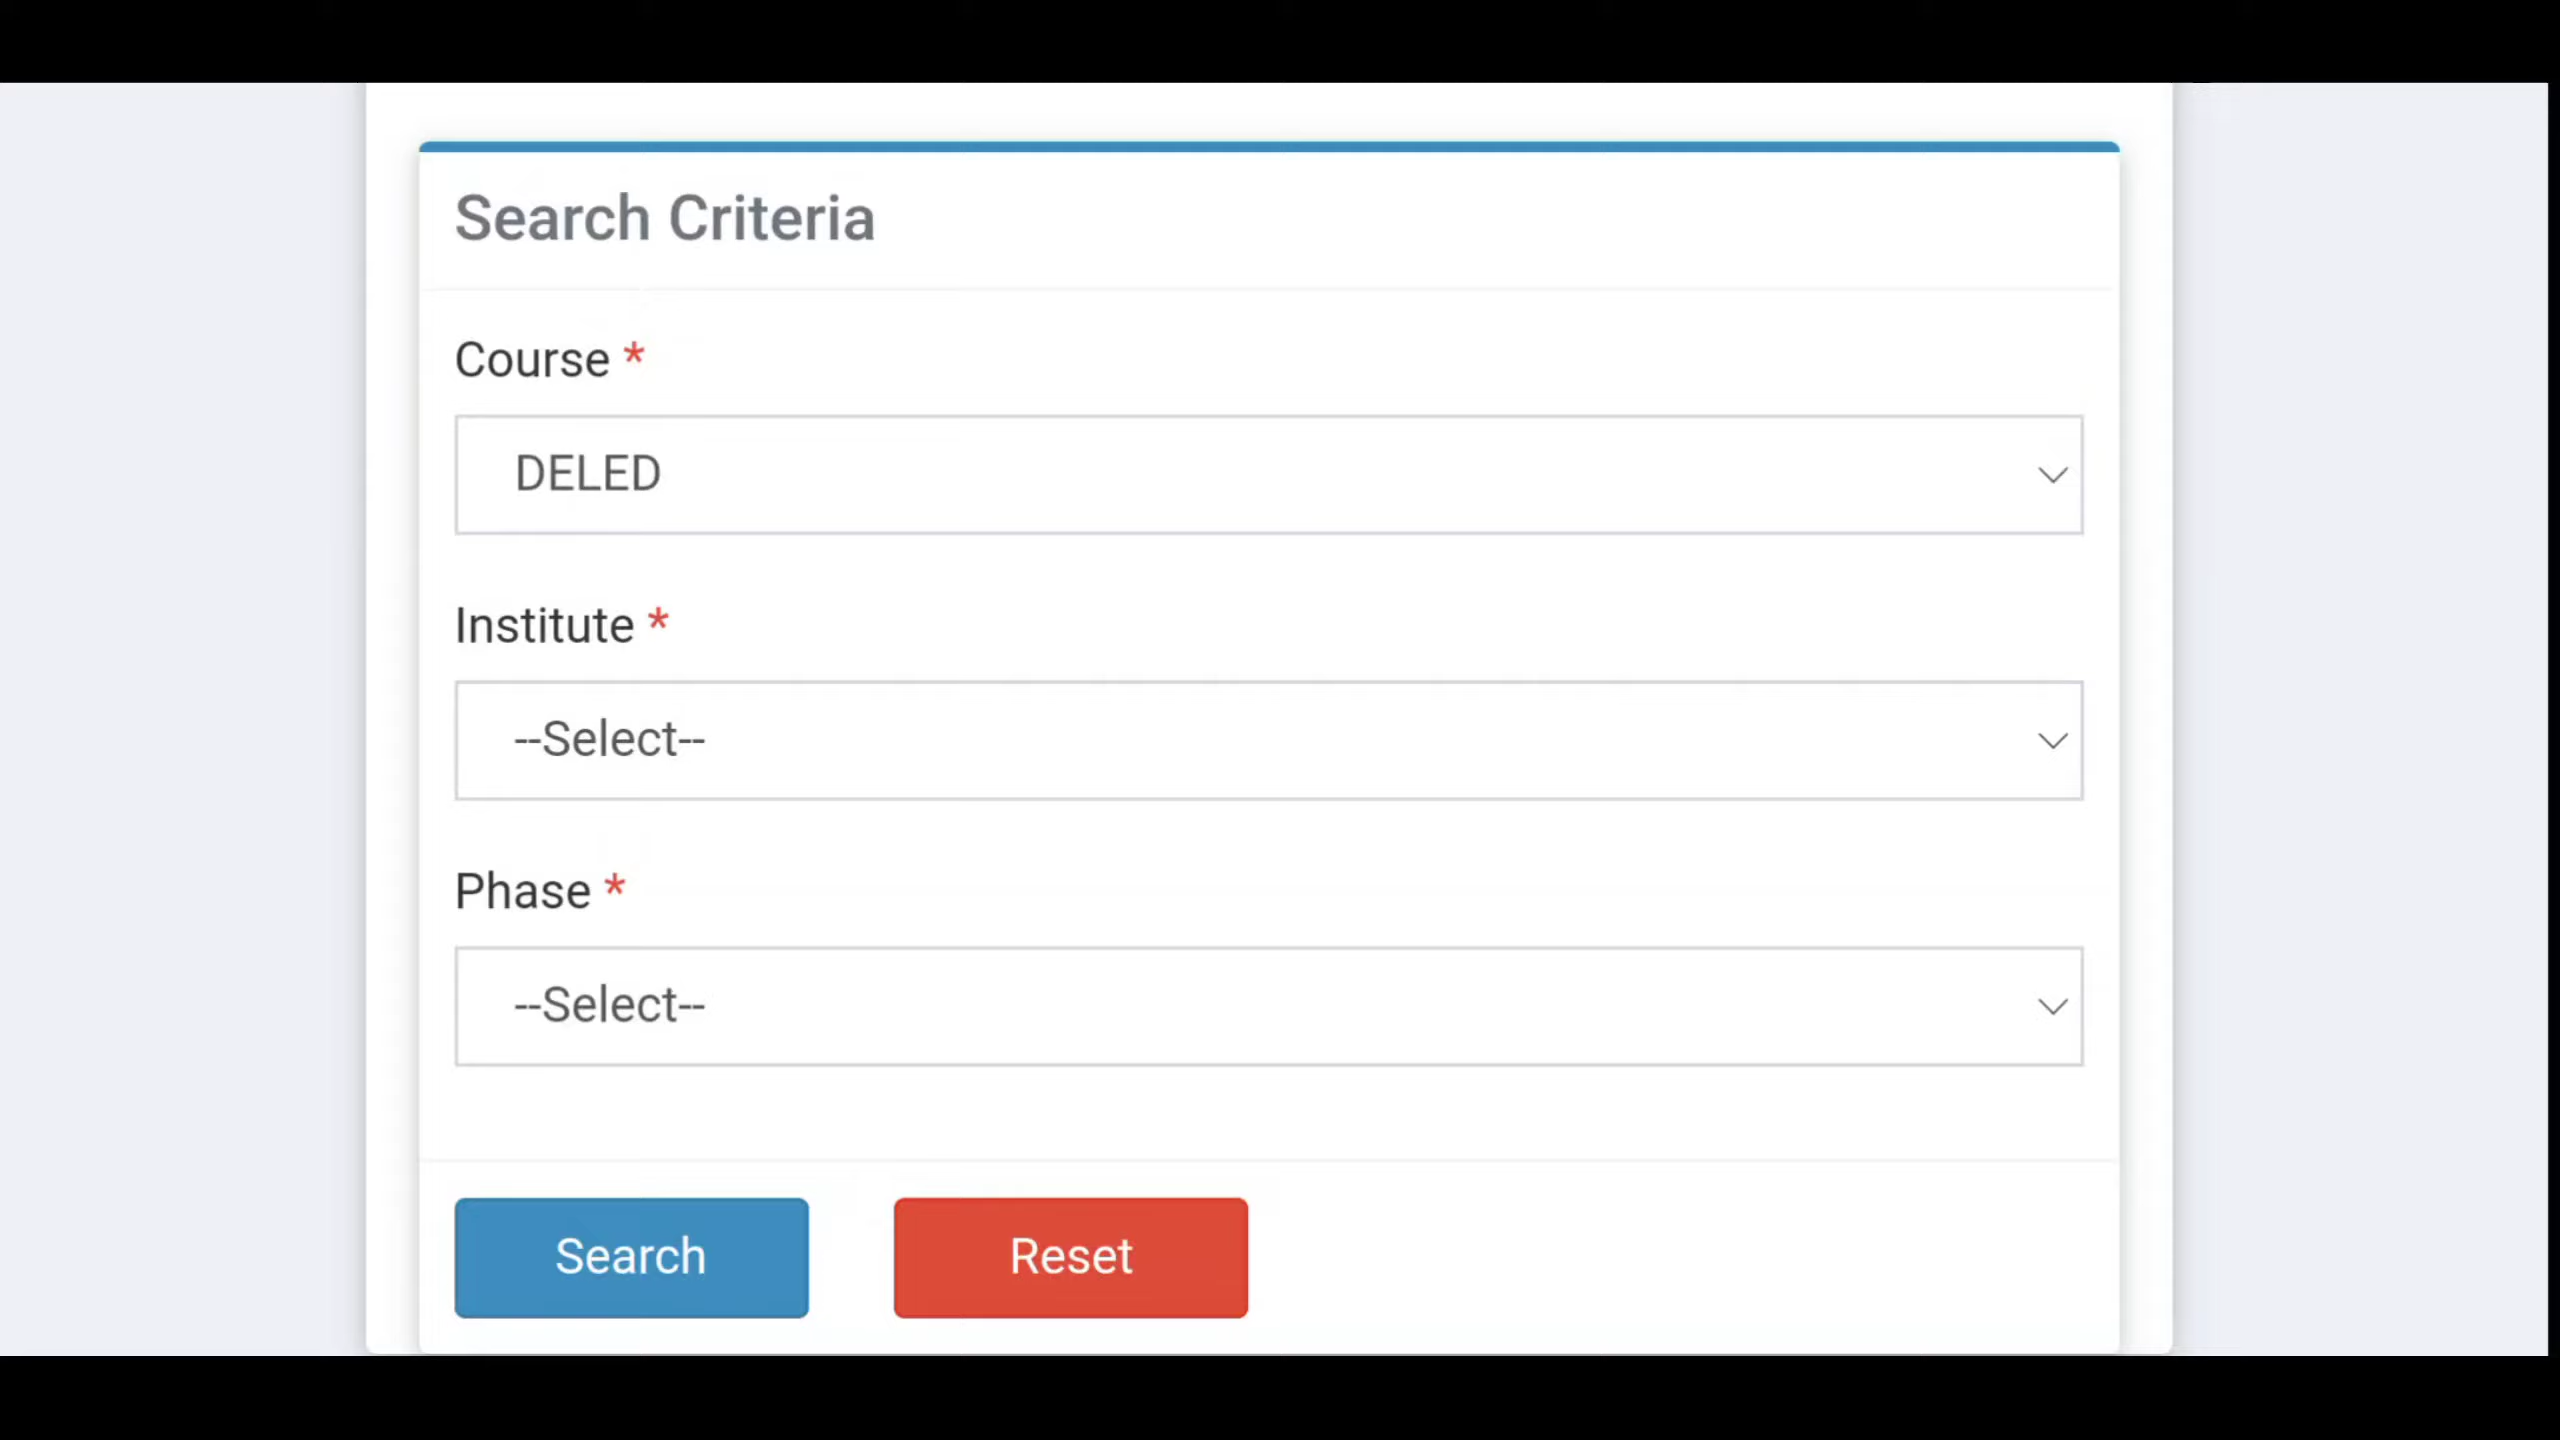 Search Criteria
Course *
DELED
Institute *
--Select--
Phase *
--Select--
Search
Reset